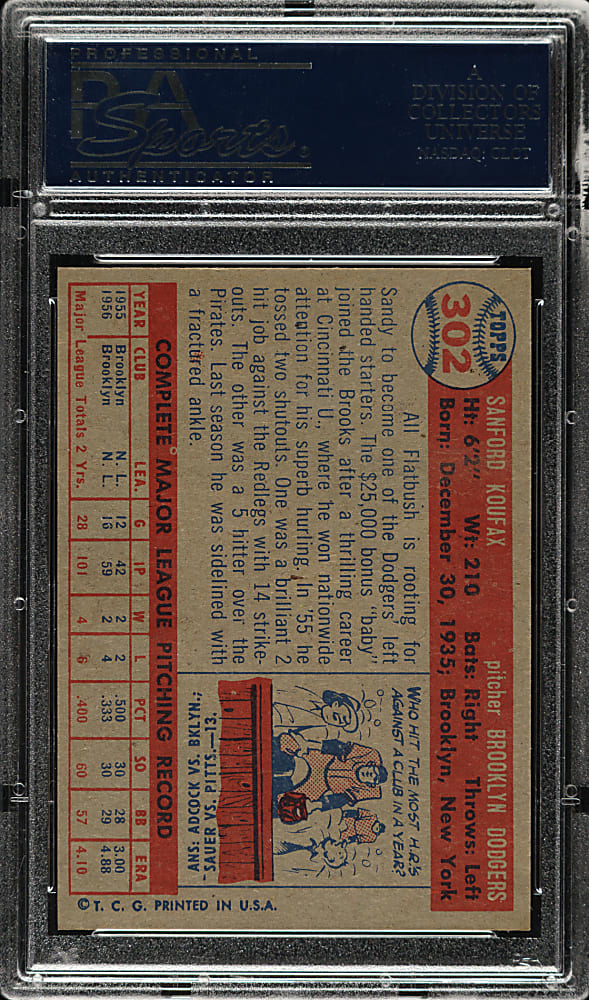 PROFESSIONAL
PSA
Sports
AUTHENTICATOR
A
DIVISION OF
COLLECTORS
UNIVERSE
NASDAQ: CLCT
TOPPS
302
SANFORD KOUFAX pitcher BROOKLYN DODGERS
Ht: 6'2" Wt: 210 Bats: Right Throws: Left
Born: December 30, 1935; Brooklyn, New York
All Flatbush is rooting for
Sandy to become one of the Dodgers' left
handed starters. The $25,000 bonus "baby"
joined the Brooks after a thrilling career
at Cincinnati U., where he won nationwide
attention for his superb hurling. In '55 he
tossed two shutouts. One was a brilliant 2
hit job against the Redlegs with 14 strike-
outs. The other was a 5 hitter over the
Pirates. Last season he was sidelined with
a fractured ankle.
WHO HIT THE MOST H.R'S
AGAINST A CLUB IN A YEAR?
ANS: ADCOCK VS. BKLYN.;
SAUER VS. PITTS.—13.
COMPLETE MAJOR LEAGUE PITCHING RECORD
YEAR CLUB LEA. G IP W L PCT SO BB ERA
1955 Brooklyn N. L. 12 42 2 2 .500 30 28 3.00
1956 Brooklyn N. L. 16 59 2 4 .333 30 29 4.88
Major League Totals 2 Yrs. 28 101 4 6 .400 60 57 4.10
© T. C. G. PRINTED IN U.S.A.